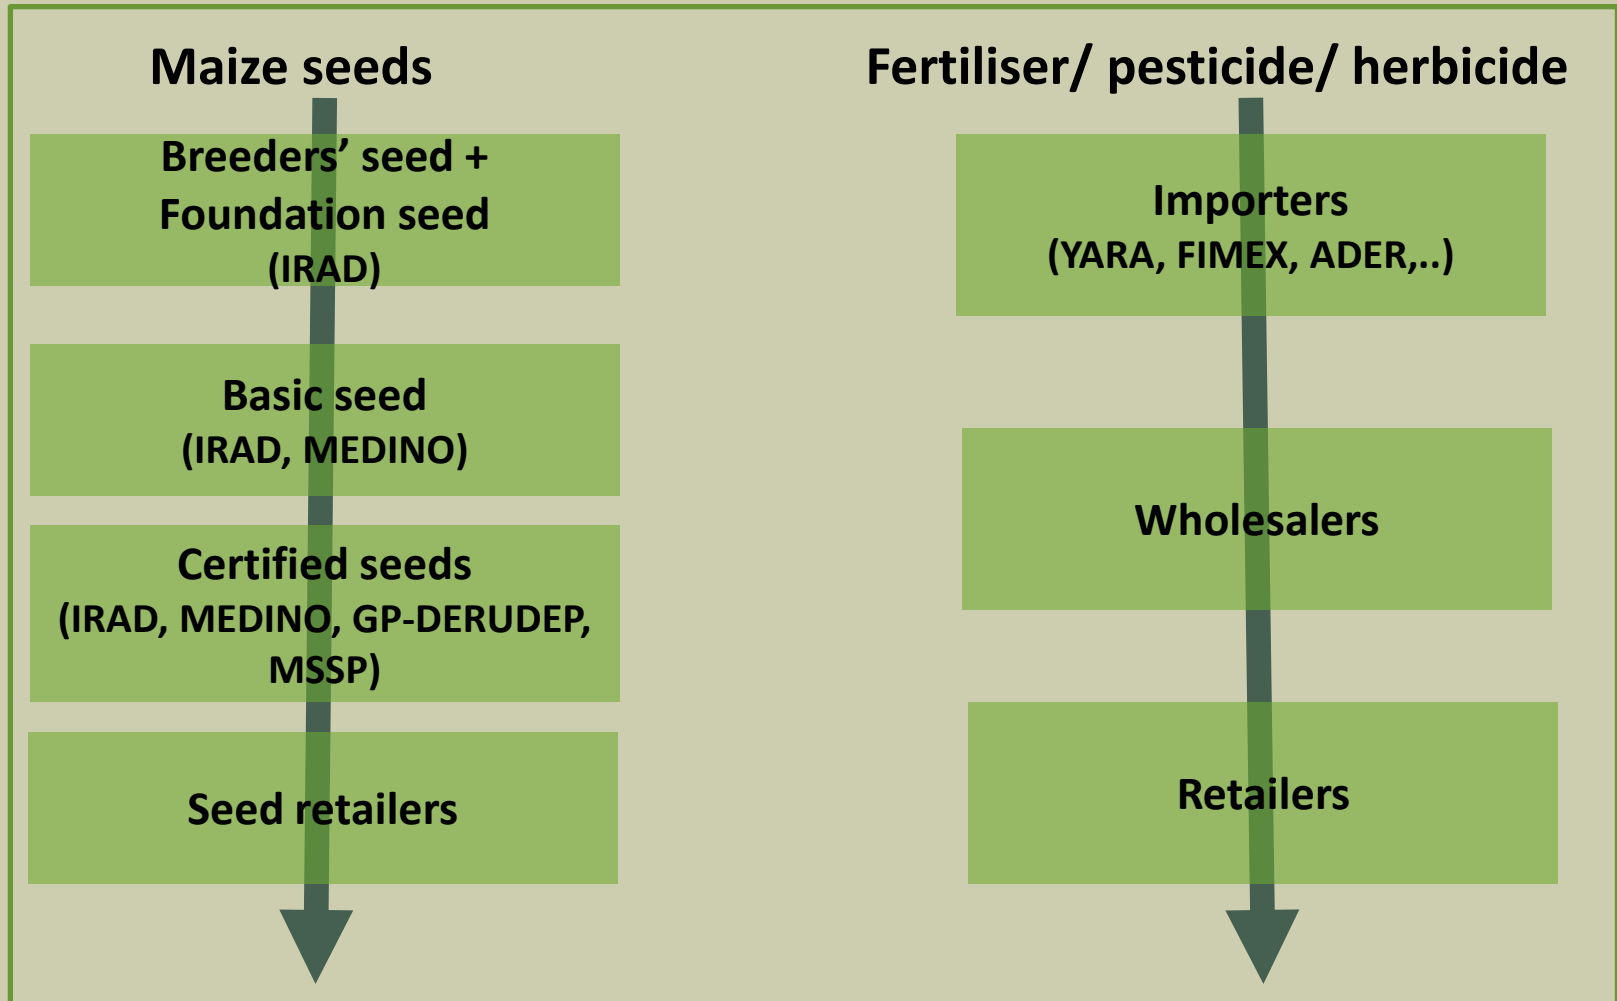 Maize seeds
Breeders’ seed +
Foundation seed
(IRAD)
Basic seed
(IRAD, MEDINO)
Certified seeds
(IRAD, MEDINO, GP-DERUDEP,
MSSP)
Seed retailers
Fertiliser/ pesticide/ herbicide
Importers
(YARA, FIMEX, ADER,..)
Wholesalers
Retailers